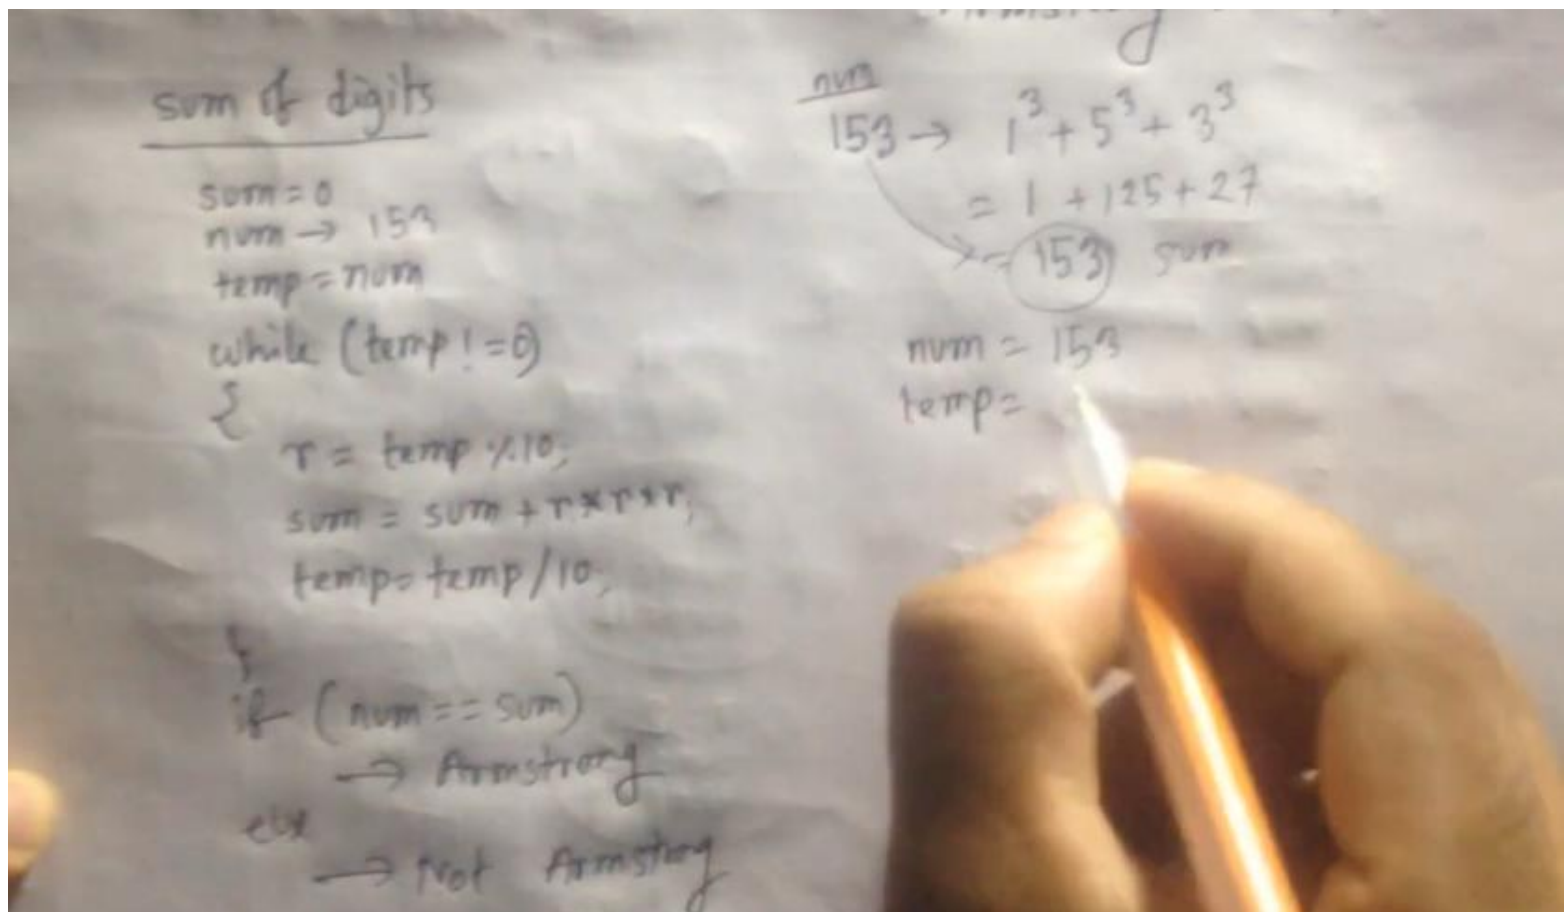 sum of digits
sum = 0
num → 153
temp = num
while (temp != 0)
{
r = temp % 10;
sum = sum + r*r*r;
temp = temp / 10;
}
if (num == sum)
→ Armstrong
else
→ Not Armstrong
num
153 → 1³ + 5³ + 3³
= 1 + 125 + 27
= 153 sum
num = 153
temp =